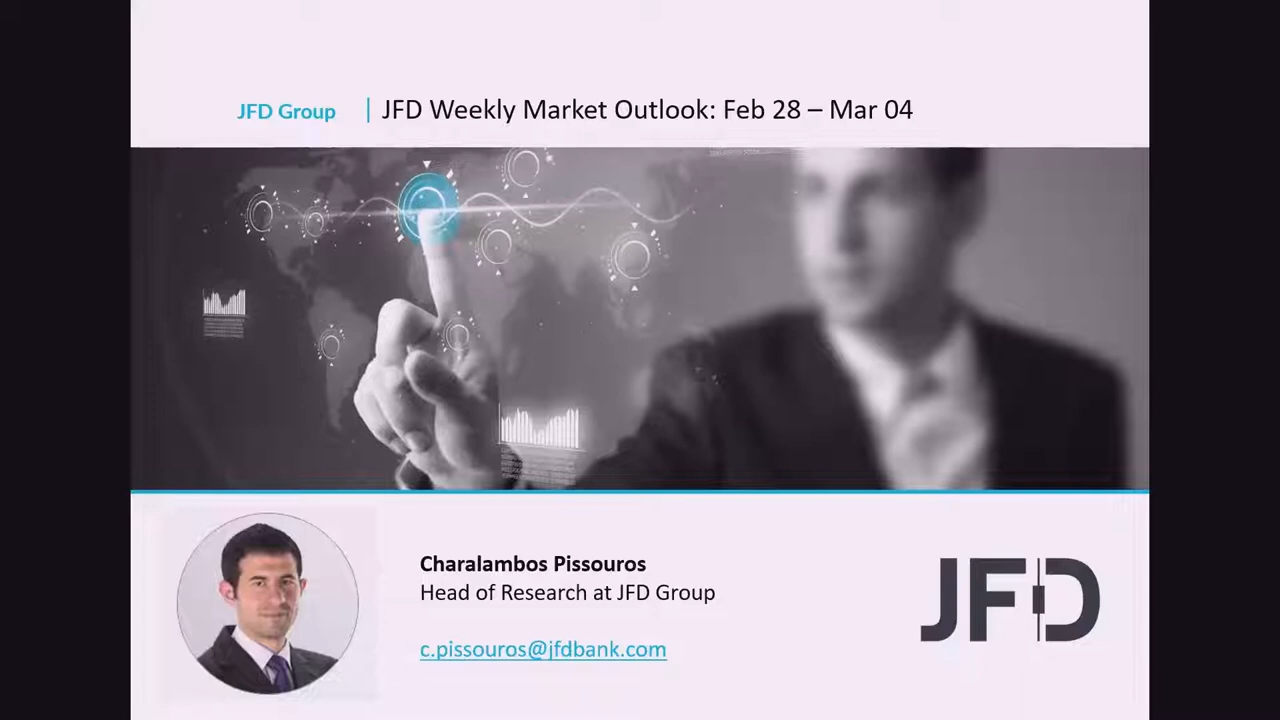 JFD Group | JFD Weekly Market Outlook: Feb 28 – Mar 04
Charalambos Pissouros
Head of Research at JFD Group
c.pissouros@jfdbank.com
JFD